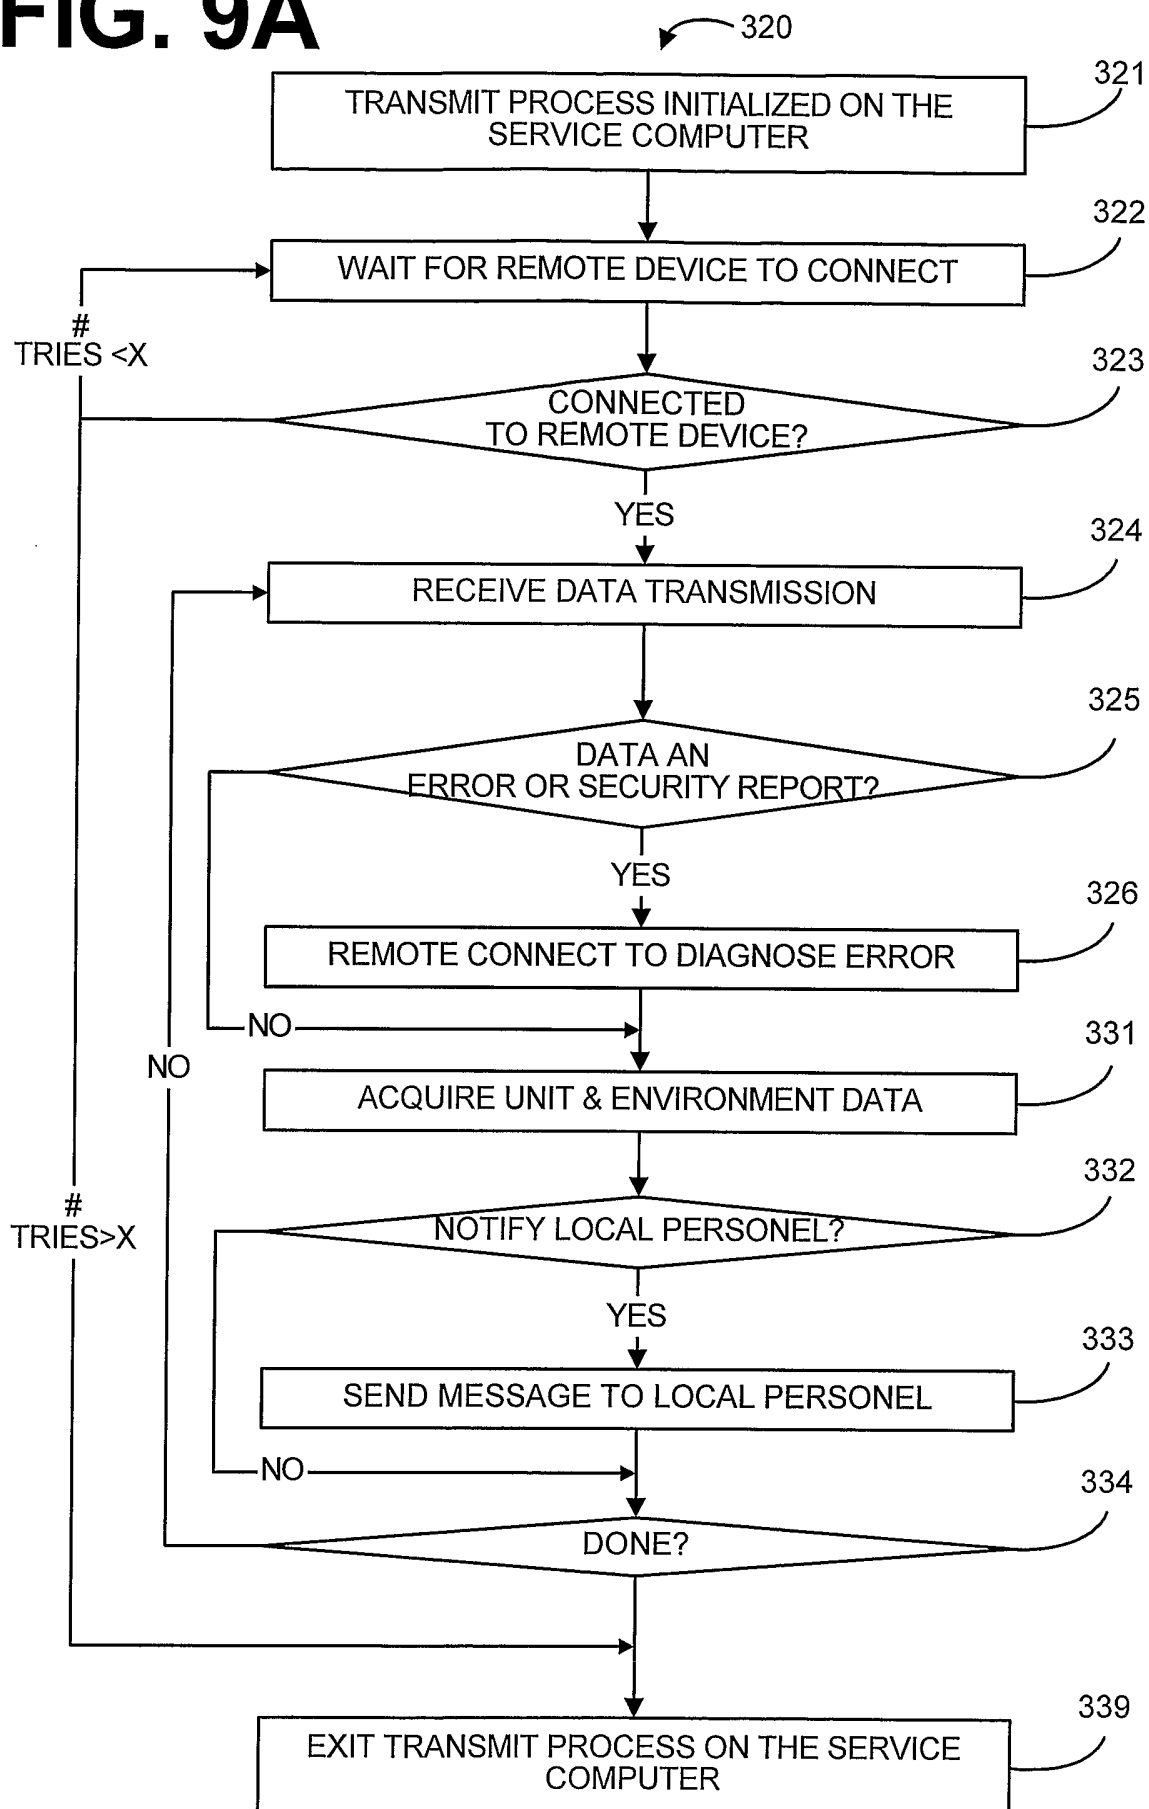 FIG. 9A
320
321
TRANSMIT PROCESS INITIALIZED ON THE
SERVICE COMPUTER
322
WAIT FOR REMOTE DEVICE TO CONNECT
#
TRIES <X
323
CONNECTED
TO REMOTE DEVICE?
YES
324
RECEIVE DATA TRANSMISSION
325
DATA AN
ERROR OR SECURITY REPORT?
YES
326
REMOTE CONNECT TO DIAGNOSE ERROR
NO
331
NO
ACQUIRE UNIT & ENVIRONMENT DATA
332
#
TRIES>X
NOTIFY LOCAL PERSONEL?
YES
333
SEND MESSAGE TO LOCAL PERSONEL
NO
334
DONE?
339
EXIT TRANSMIT PROCESS ON THE SERVICE
COMPUTER